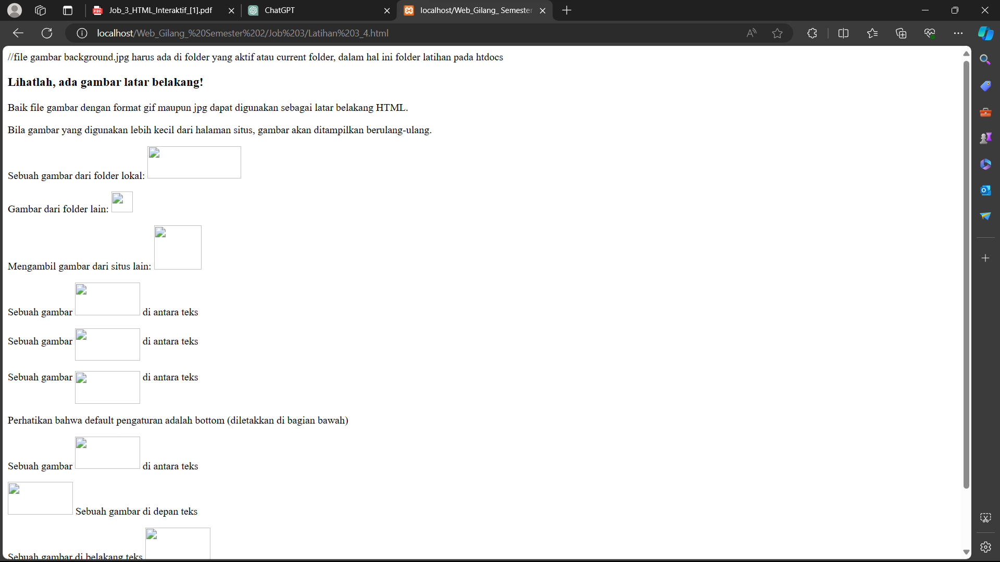 Job_3_HTML_Interaktif_[1].pdf
ChatGPT
localhost/Web_Gilang_ Semester
localhost/Web_Gilang_%20Semester%202/Job%203/Latihan%203_4.html
//file gambar background.jpg harus ada di folder yang aktif atau current folder, dalam hal ini folder latihan pada htdocs
Lihatlah, ada gambar latar belakang!
Baik file gambar dengan format gif maupun jpg dapat digunakan sebagai latar belakang HTML.
Bila gambar yang digunakan lebih kecil dari halaman situs, gambar akan ditampilkan berulang-ulang.
Sebuah gambar dari folder lokal:
Gambar dari folder lain:
Mengambil gambar dari situs lain:
Sebuah gambar di antara teks
Sebuah gambar di antara teks
Sebuah gambar di antara teks
Perhatikan bahwa default pengaturan adalah bottom (diletakkan di bagian bawah)
Sebuah gambar di antara teks
Sebuah gambar di depan teks
Sebuah gambar di belakang teks